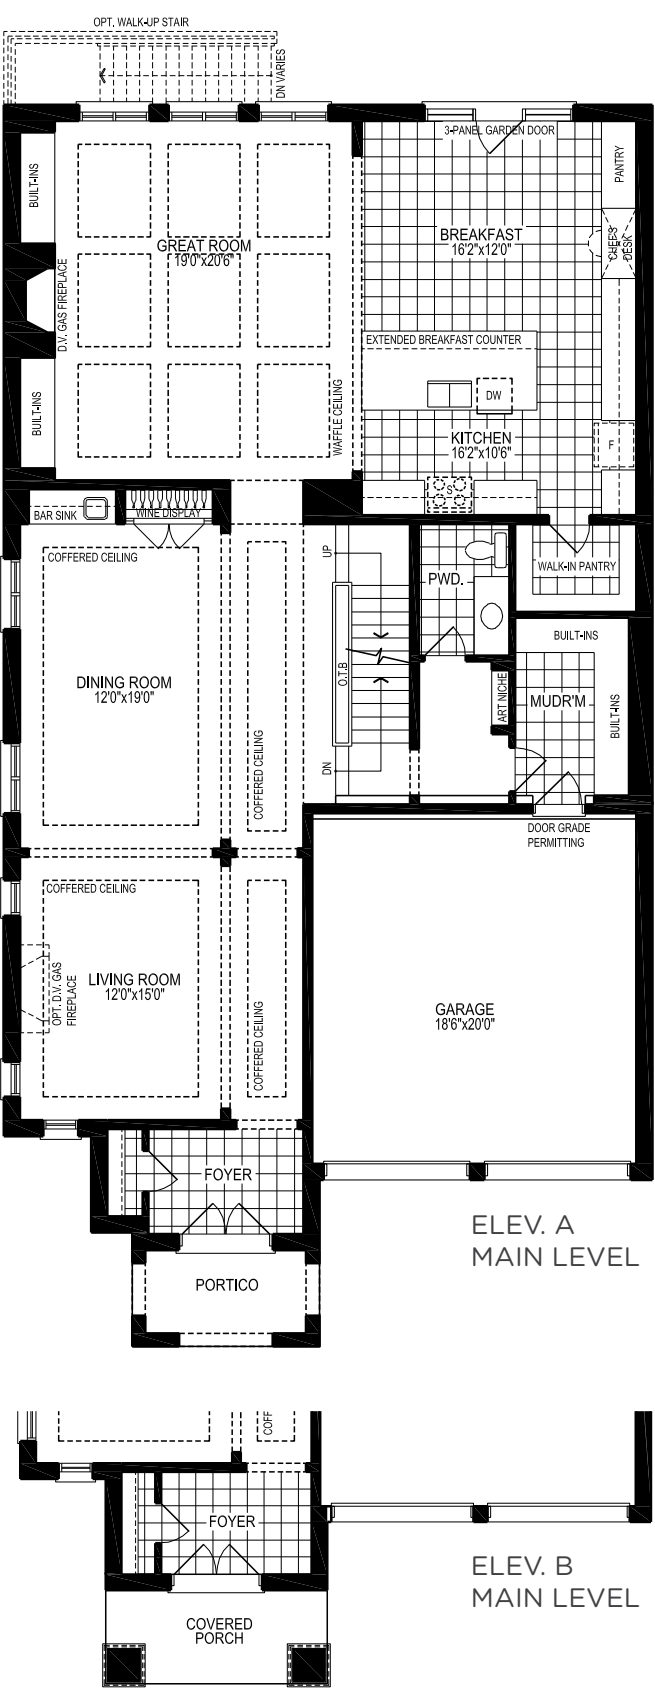 OPT. WALK-UP STAIR
DN VARIES
3-PANEL GARDEN DOOR
BUILT-INS
PANTRY
GREAT ROOM
19'0"x20'6"
BREAKFAST
16'2"x12'0"
CHEF'S
DESK
D.V. GAS FIREPLACE
EXTENDED BREAKFAST COUNTER
DW
BUILT-INS
WAFFLE CEILING
KITCHEN
16'2"x10'6"
F
S
BAR SINK
WINE DISPLAY
COFFERED CEILING
UP
PWD.
WALK-IN PANTRY
BUILT-INS
DINING ROOM
12'0"x19'0"
O.T.B
ART NICHE
MUDR'M
BUILT-INS
COFFERED CEILING
DN
DOOR GRADE
PERMITTING
COFFERED CEILING
LIVING ROOM
12'0"x15'0"
OPT. D.V. GAS
FIREPLACE
COFFERED CEILING
GARAGE
18'6"x20'0"
FOYER
ELEV. A
MAIN LEVEL
PORTICO
COFF
FOYER
ELEV. B
MAIN LEVEL
COVERED
PORCH